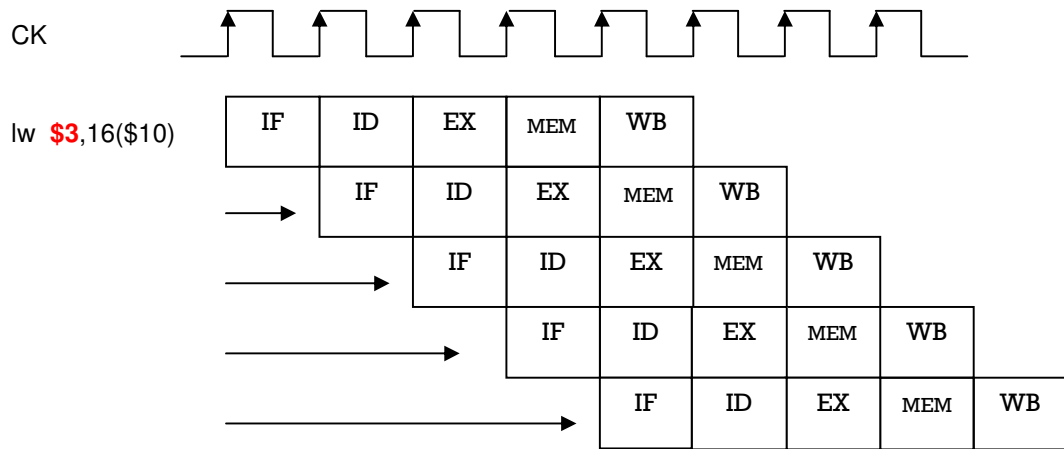 CK
lw $3,16($10)
IF ID EX MEM WB
IF ID EX MEM WB
IF ID EX MEM WB
IF ID EX MEM WB
IF ID EX MEM WB